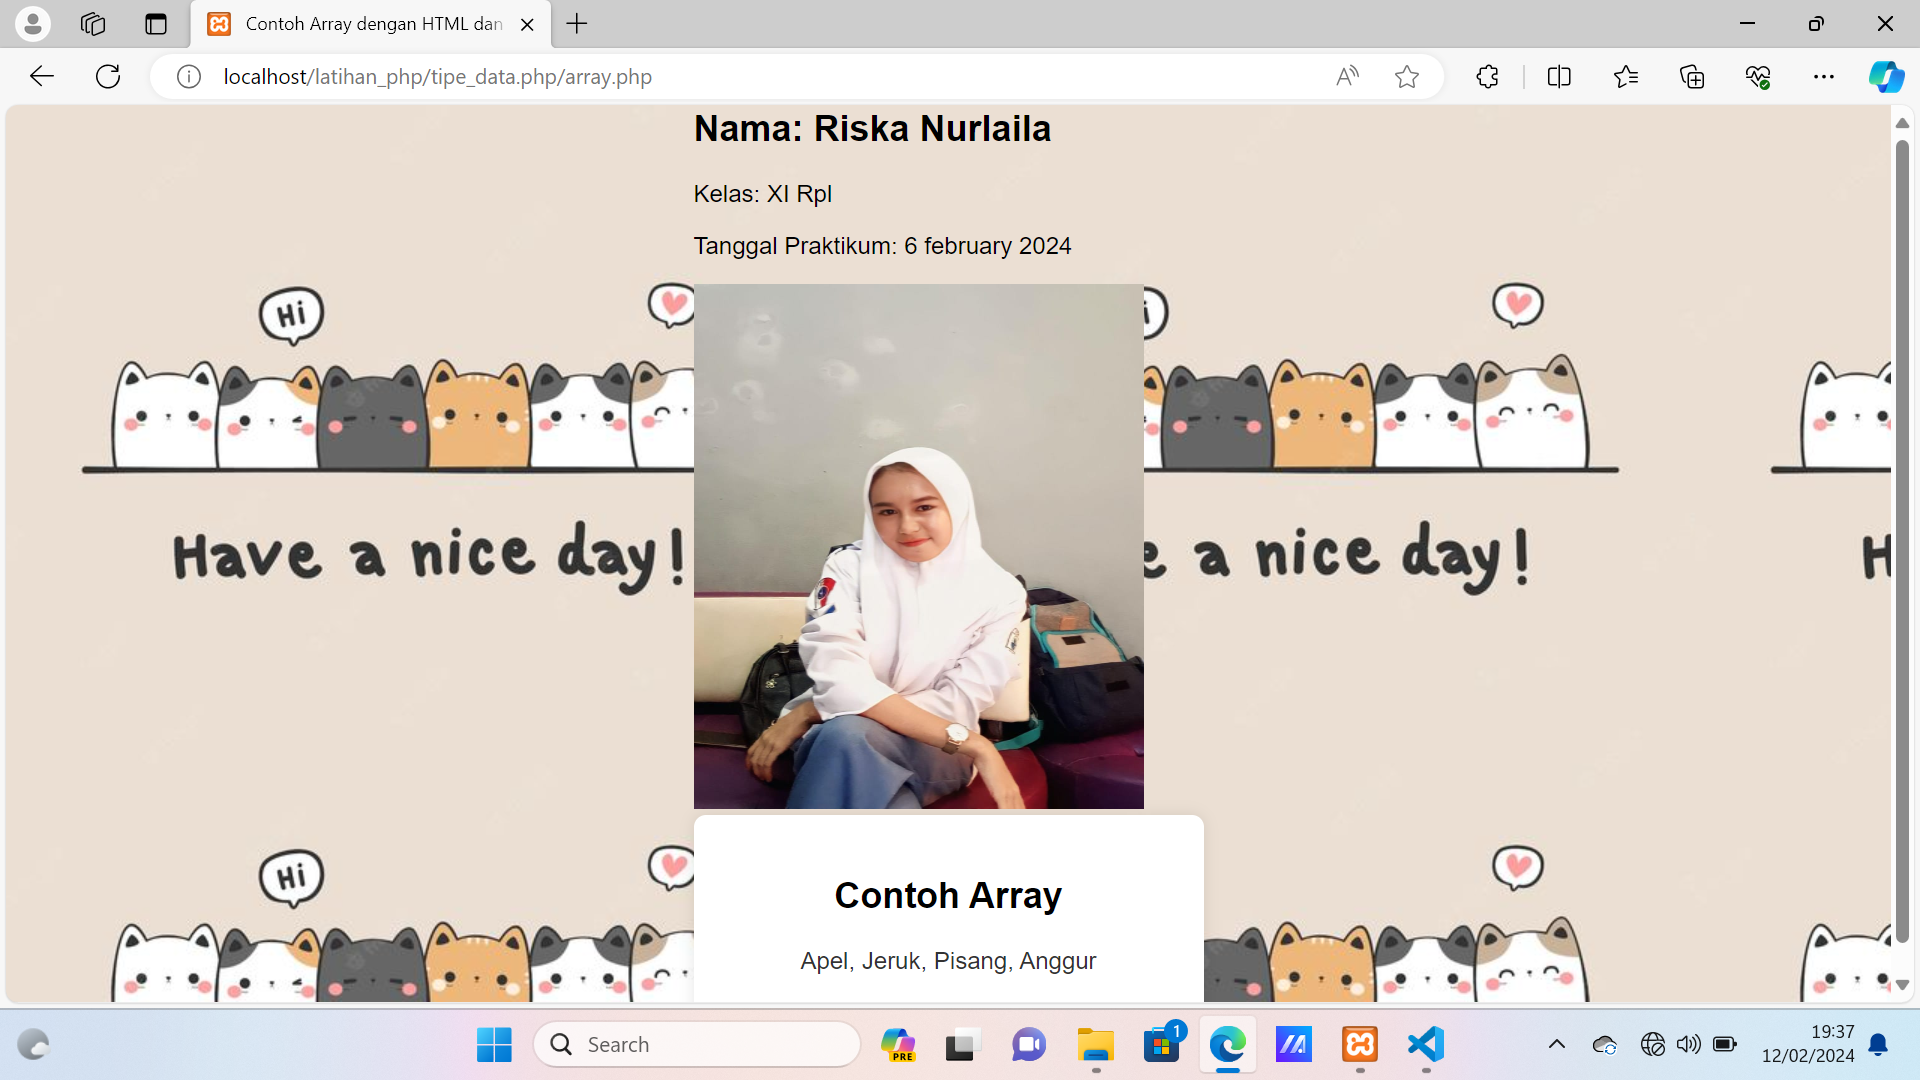 Contoh Array dengan HTML dan
localhost/latihan_php/tipe_data.php/array.php
Nama: Riska Nurlaila
Kelas: XI Rpl
Tanggal Praktikum: 6 february 2024
Hi
Have a nice day!
e a nice day!
H
Hi
Contoh Array
Apel, Jeruk, Pisang, Anggur
Search
PRE
1
19:37
12/02/2024